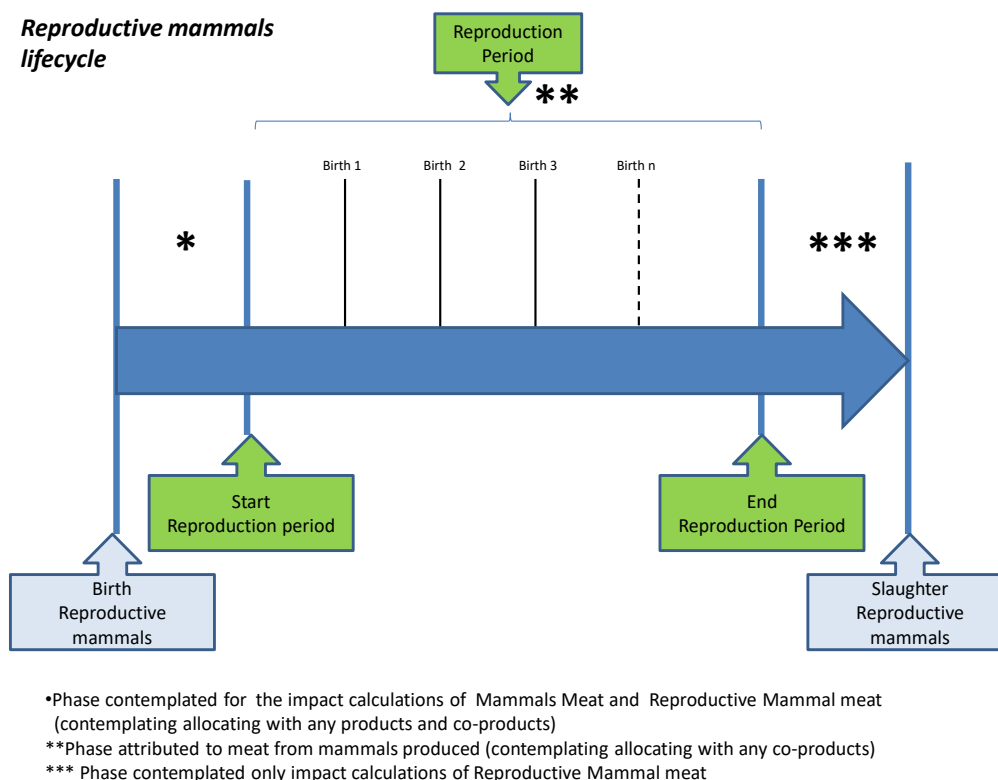 Reproductive mammals
lifecycle
Reproduction
Period
**
Birth 1
Birth 2
Birth 3
Birth n
*
***
Start
Reproduction period
End
Reproduction Period
Birth
Reproductive
mammals
Slaughter
Reproductive
mammals
•Phase contemplated for the impact calculations of Mammals Meat and Reproductive Mammal meat
(contemplating allocating with any products and co-products)
**Phase attributed to meat from mammals produced (contemplating allocating with any co-products)
*** Phase contemplated only impact calculations of Reproductive Mammal meat